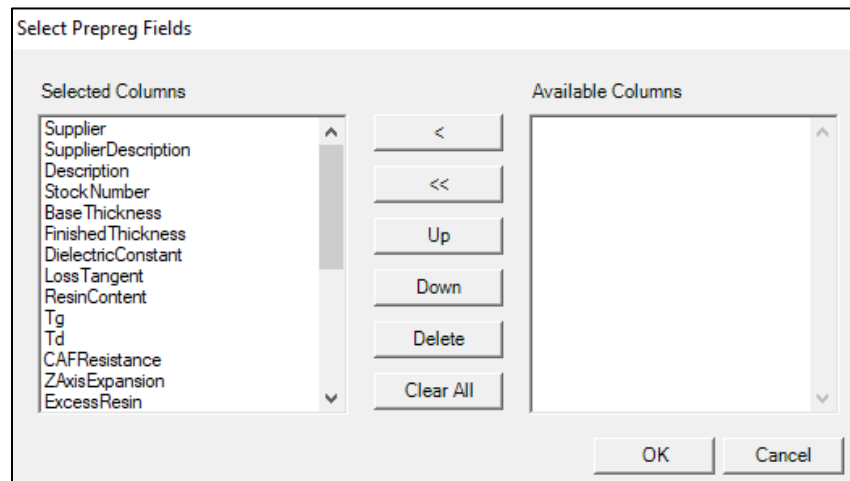 Select Prepreg Fields
Selected Columns
Available Columns
Supplier
SupplierDescription
Description
StockNumber
BaseThickness
FinishedThickness
DielectricConstant
LossTangent
ResinContent
Tg
Td
CAFResistance
ZAxisExpansion
ExcessResin
<
<<
Up
Down
Delete
Clear All
OK
Cancel